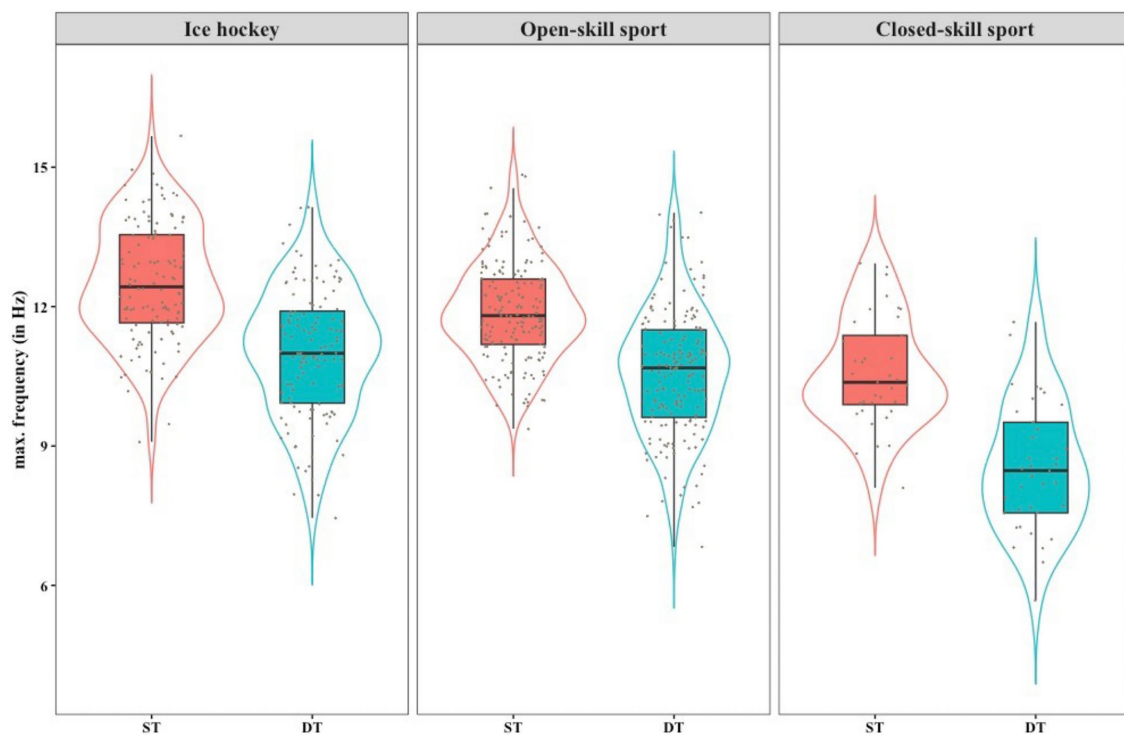 Ice hockey
Open-skill sport
Closed-skill sport
max. frequency (in Hz)
15
12
9
6
ST
DT
ST
DT
ST
DT